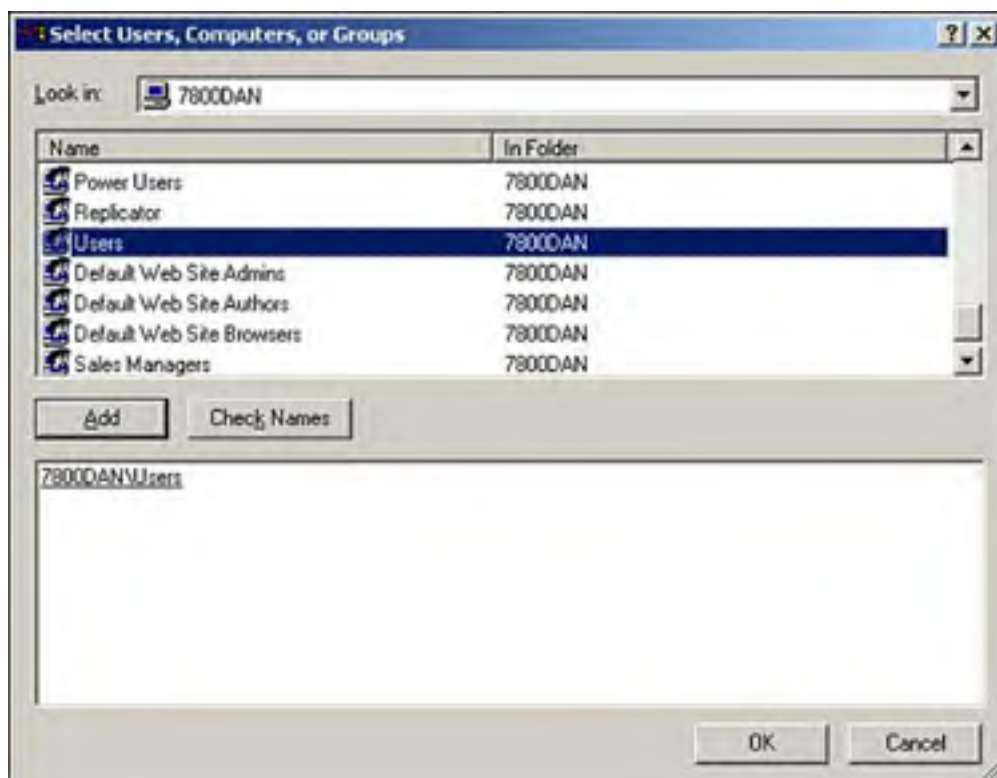 Select Users, Computers, or Groups
Look in: 7800DAN
Name In Folder
Power Users 7800DAN
Replicator 7800DAN
Users 7800DAN
Default Web Site Admins 7800DAN
Default Web Site Authors 7800DAN
Default Web Site Browsers 7800DAN
Sales Managers 7800DAN
Add Check Names
7800DAN\Users
OK Cancel